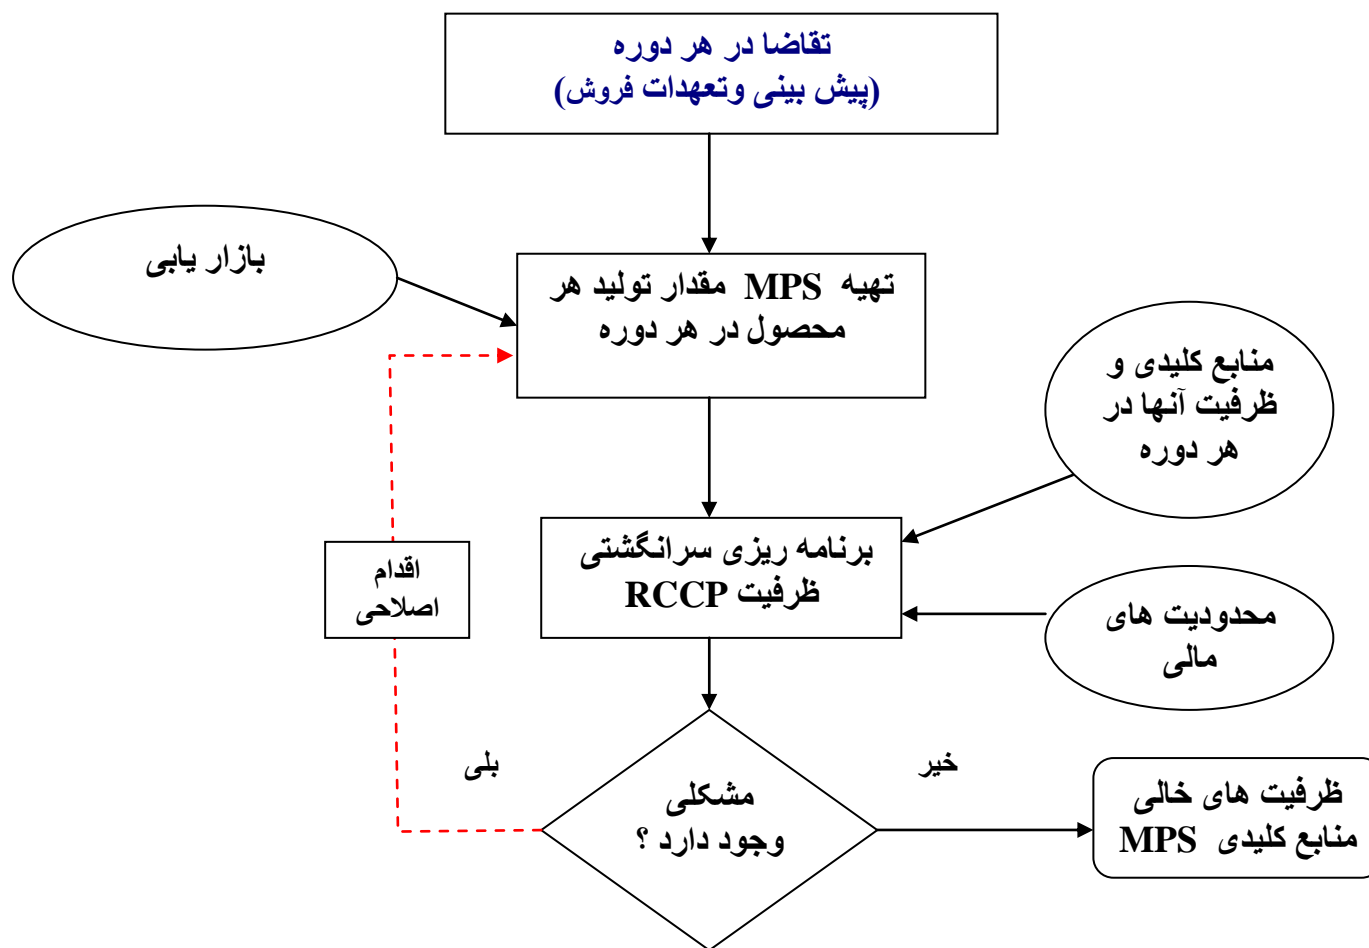 تقاضا در هر دوره
(پیش بینی وتعهدات فروش)
بازار یابی
تهیه MPS مقدار تولید هر
محصول در هر دوره
منابع کلیدی و
ظرفیت آنها در
هر دوره
برنامه ریزی سرانگشتی
ظرفیت RCCP
اقدام
اصلاحی
محدودیت های
مالی
بلی
خیر
مشکلی
وجود دارد ؟
ظرفیت های خالی
منابع کلیدی MPS